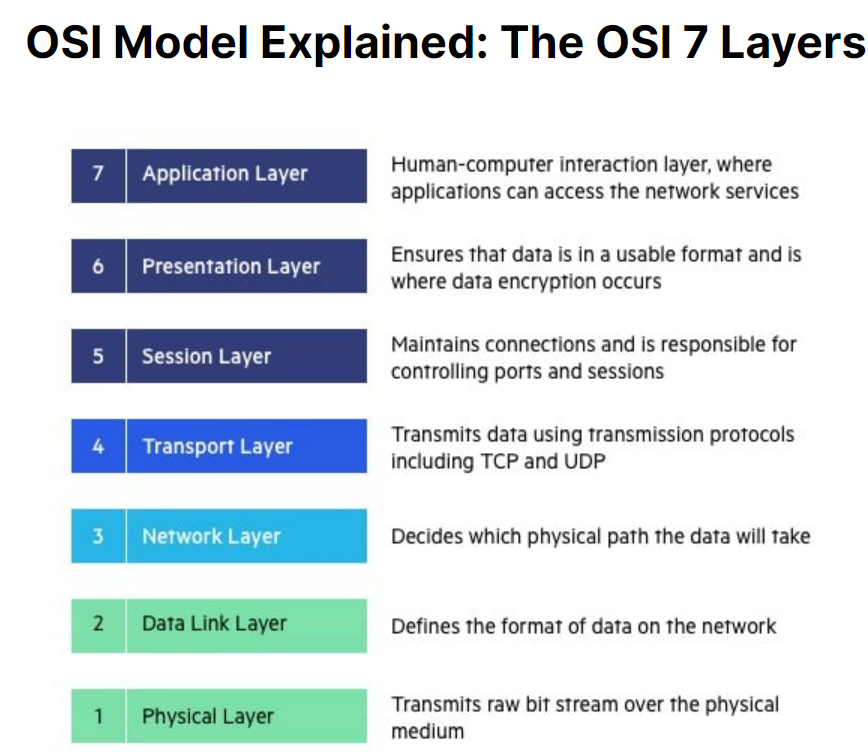 OSI Model Explained: The OSI 7 Layers
7 Application Layer
Human-computer interaction layer, where
applications can access the network services
6 Presentation Layer
Ensures that data is in a usable format and is
where data encryption occurs
5 Session Layer
Maintains connections and is responsible for
controlling ports and sessions
4 Transport Layer
Transmits data using transmission protocols
including TCP and UDP
3 Network Layer
Decides which physical path the data will take
2 Data Link Layer
Defines the format of data on the network
1 Physical Layer
Transmits raw bit stream over the physical
medium